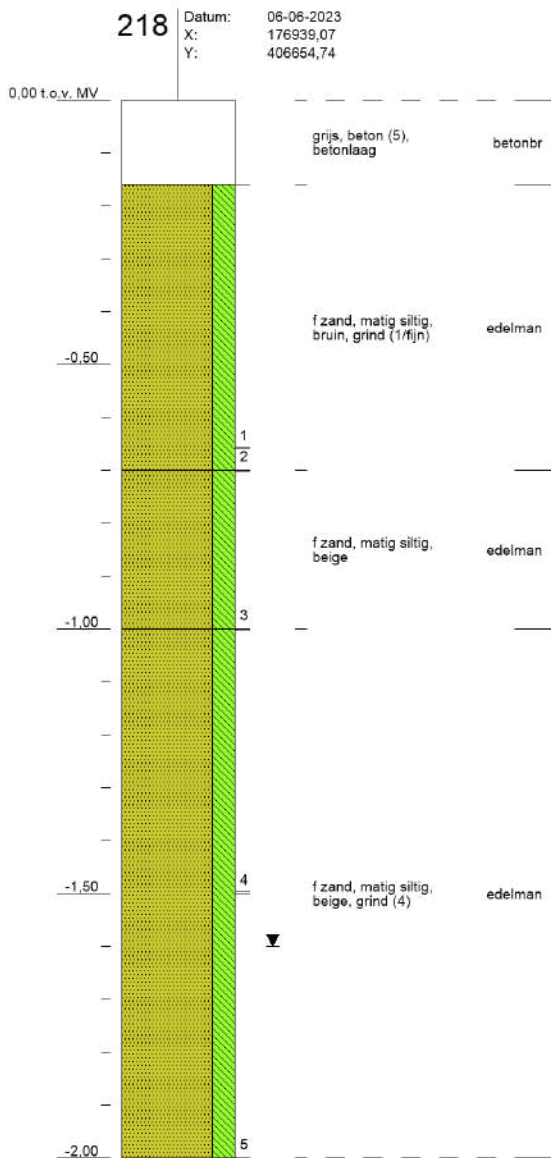 218
Datum: 06-06-2023
X: 176939,07
Y: 406654,74
0,00 t.o.v. MV
grijs, beton (5),
betonlaag
betonbr
f zand, matig siltig,
bruin, grind (1/fijn)
edelman
-0,50
1
2
f zand, matig siltig,
beige
edelman
3
-1,00
4
-1,50
f zand, matig siltig,
beige, grind (4)
edelman
5
-2,00